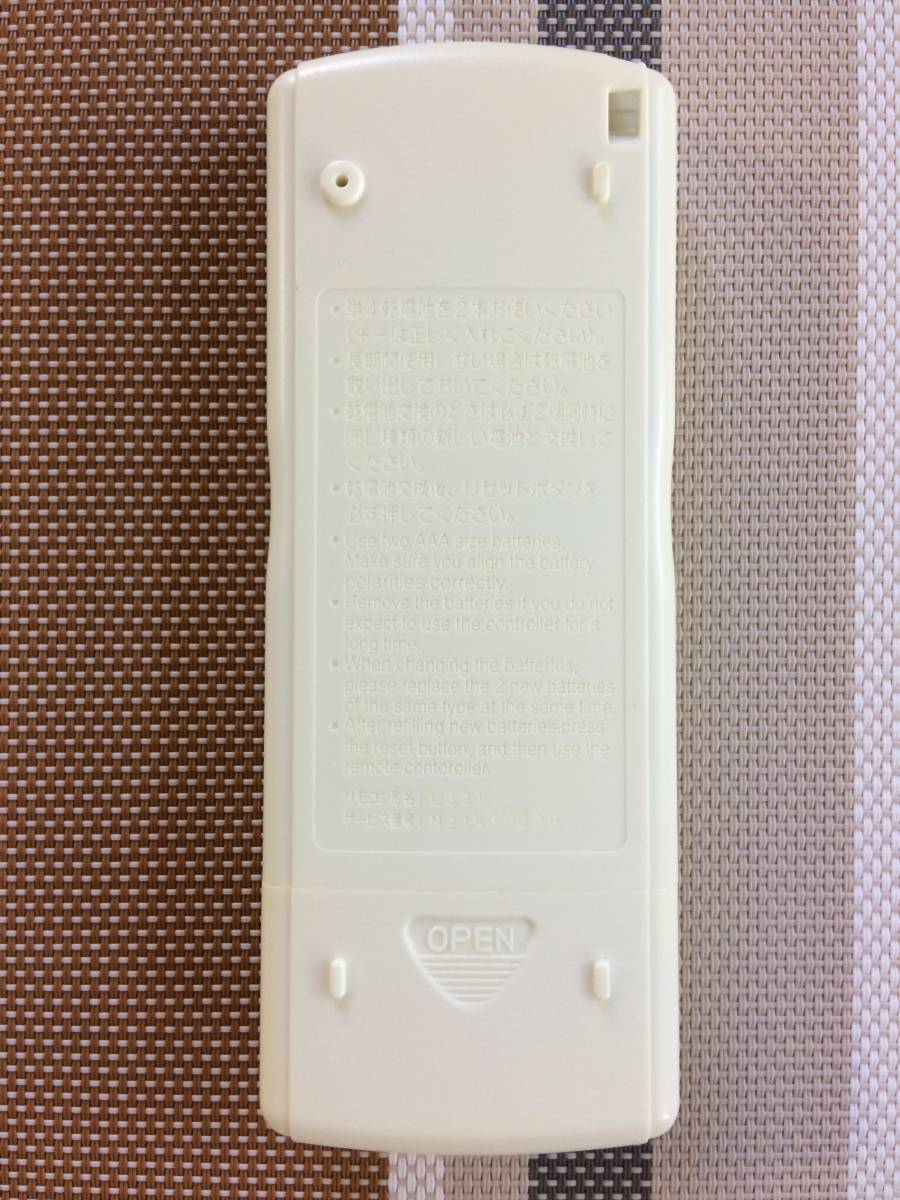 • 単4乾電池を2本お使いください
(+−は正しく入れてください)。
• 長期間使用しない場合は乾電池を
取り出しておいてください。
• 乾電池交換のときは必ず2個同時に
同じ種類の新しい電池と交換して
ください。
• 乾電池交換後、リセットボタンを
必ず押してください。
• Use two AAA size batteries.
Make sure you align the battery
polarities correctly.
• Remove the batteries if you do not
expect to use the controller for a
long time.
• When changing the batteries,
please replace the 2 new batteries
of the same type at the same time.
• After refilling new batteries,press
the reset button, and then use the
remote contoroller.
リモコン形名:
サービス番号:
OPEN